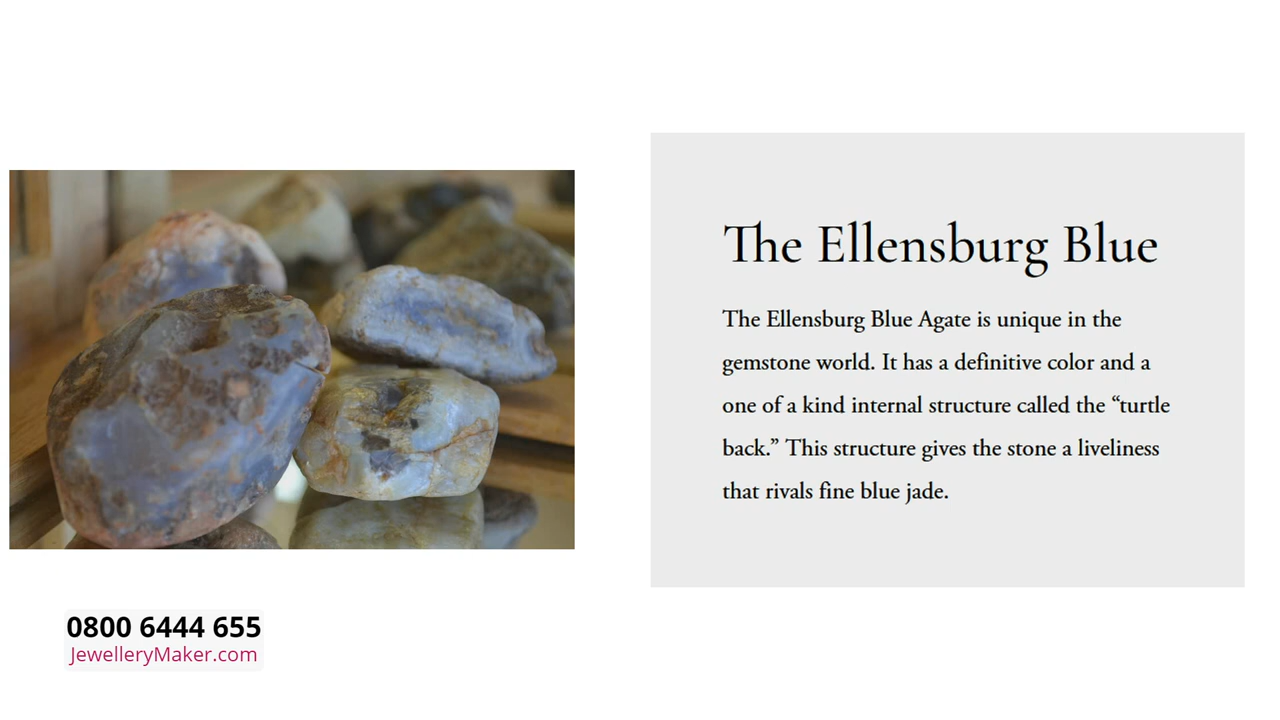 The Ellensburg Blue
The Ellensburg Blue Agate is unique in the
gemstone world. It has a definitive color and a
one of a kind internal structure called the “turtle
back.” This structure gives the stone a liveliness
that rivals fine blue jade.
0800 6444 655
JewelleryMaker.com